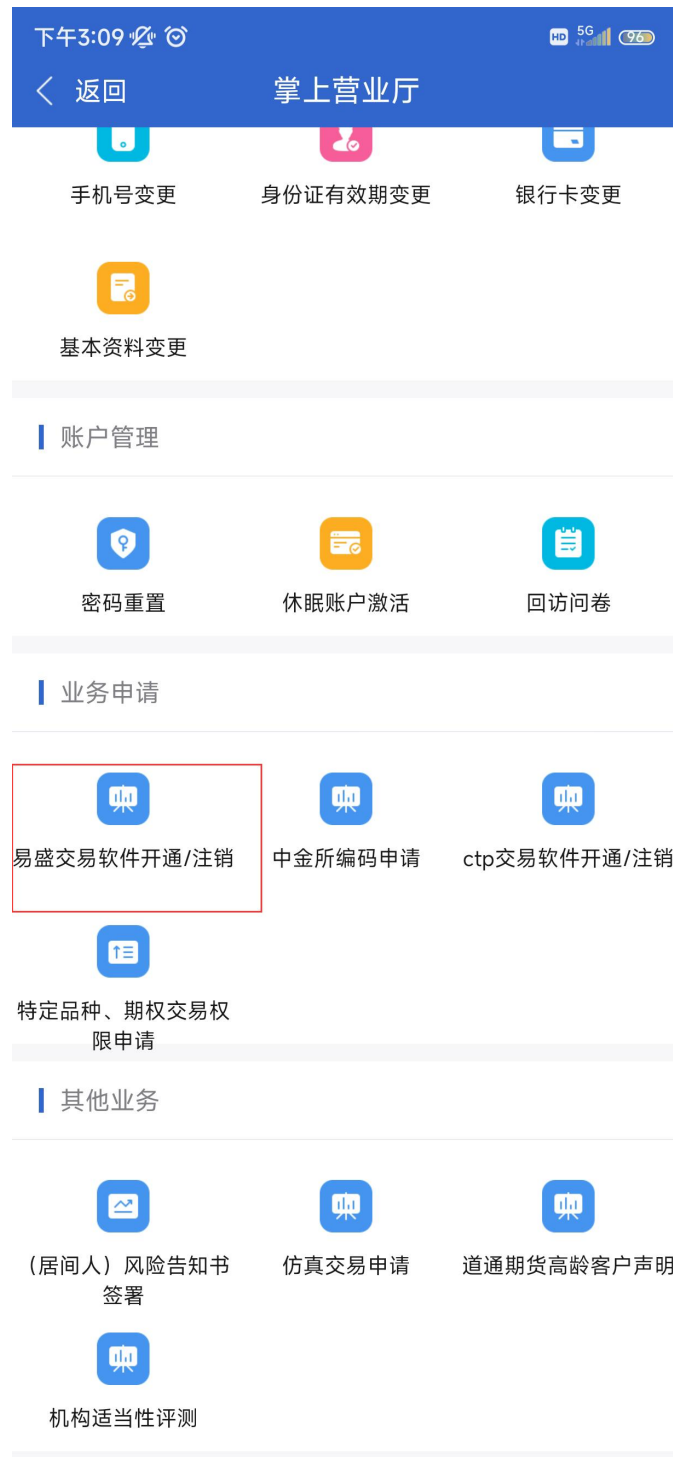 下午3:09
HD 5G 96
返回
掌上营业厅
手机号变更
身份证有效期变更
银行卡变更
基本资料变更
账户管理
密码重置
休眠账户激活
回访问卷
业务申请
易盛交易软件开通/注销
中金所编码申请
ctp交易软件开通/注销
特定品种、期权交易权
限申请
其他业务
（居间人）风险告知书
签署
仿真交易申请
道通期货高龄客户声明
机构适当性评测